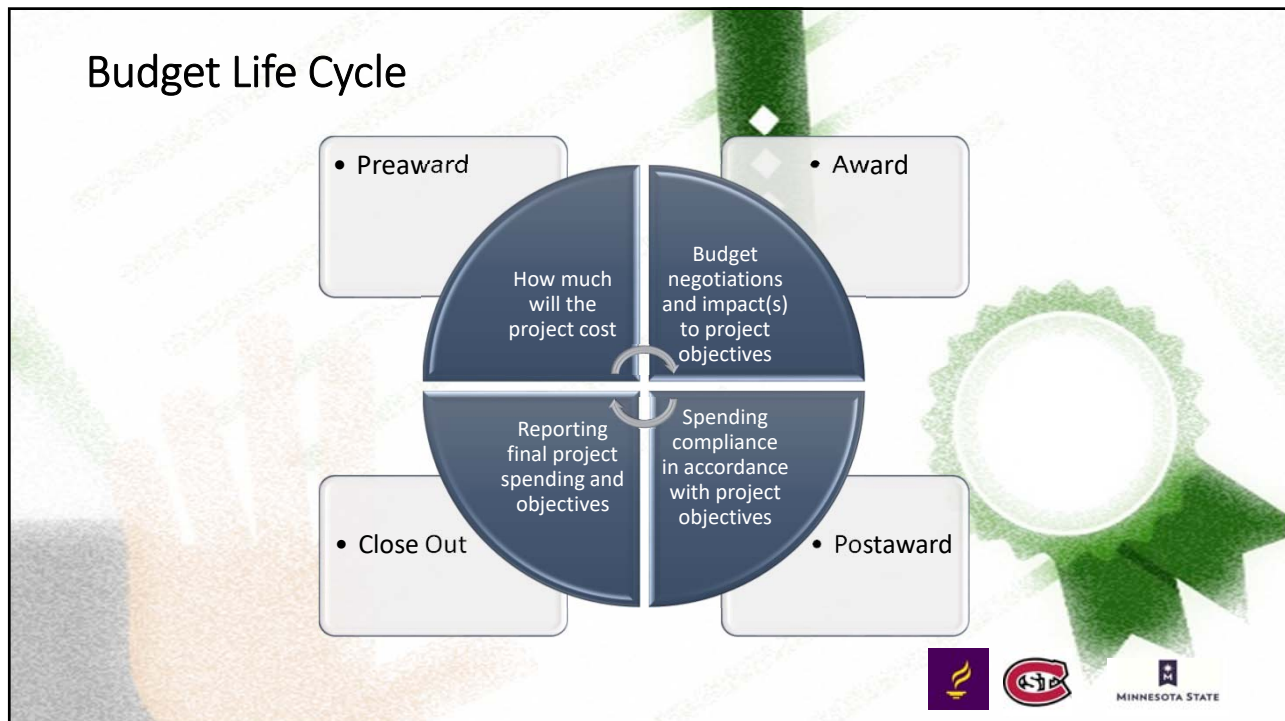 Budget Life Cycle
• Preaward
• Award
How much
will the
project cost
Budget
negotiations
and impact(s)
to project
objectives
Reporting
final project
spending and
objectives
Spending
compliance
in accordance
with project
objectives
• Close Out
• Postaward
MINNESOTA STATE